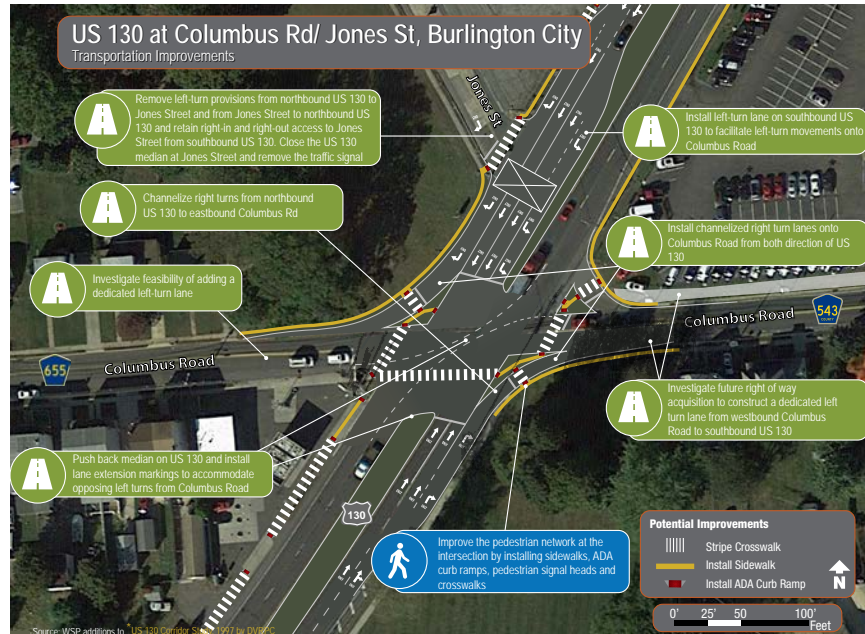 US 130 at Columbus Rd/ Jones St, Burlington City
Transportation Improvements
Jones St
Remove left-turn provisions from northbound US 130 to
Jones Street and from Jones Street to northbound US
130 and retain right-in and right-out access to Jones
Street from southbound US 130. Close the US 130
median at Jones Street and remove the traffic signal
Install left-turn lane on southbound US
130 to facilitate left-turn movements onto
Columbus Road
Channelize right turns from northbound
US 130 to eastbound Columbus Rd
Install channelized right turn lanes onto
Columbus Road from both direction of US
130
Investigate feasibility of adding a
dedicated left-turn lane
543
COUNTY
Columbus Road
655
Columbus Road
Investigate future right of way
acquisition to construct a dedicated left
turn lane from westbound Columbus
Road to southbound US 130
Push back median on US 130 and install
lane extension markings to accommodate
opposing left turns from Columbus Road
130
Improve the pedestrian network at the
intersection by installing sidewalks, ADA
curb ramps, pedestrian signal heads and
crosswalks
Potential Improvements
Stripe Crosswalk
Install Sidewalk
Install ADA Curb Ramp
N
0' 25' 50 100'
Feet
Source: WSP additions to *US 130 Corridor Study, 1997 by DVRPC